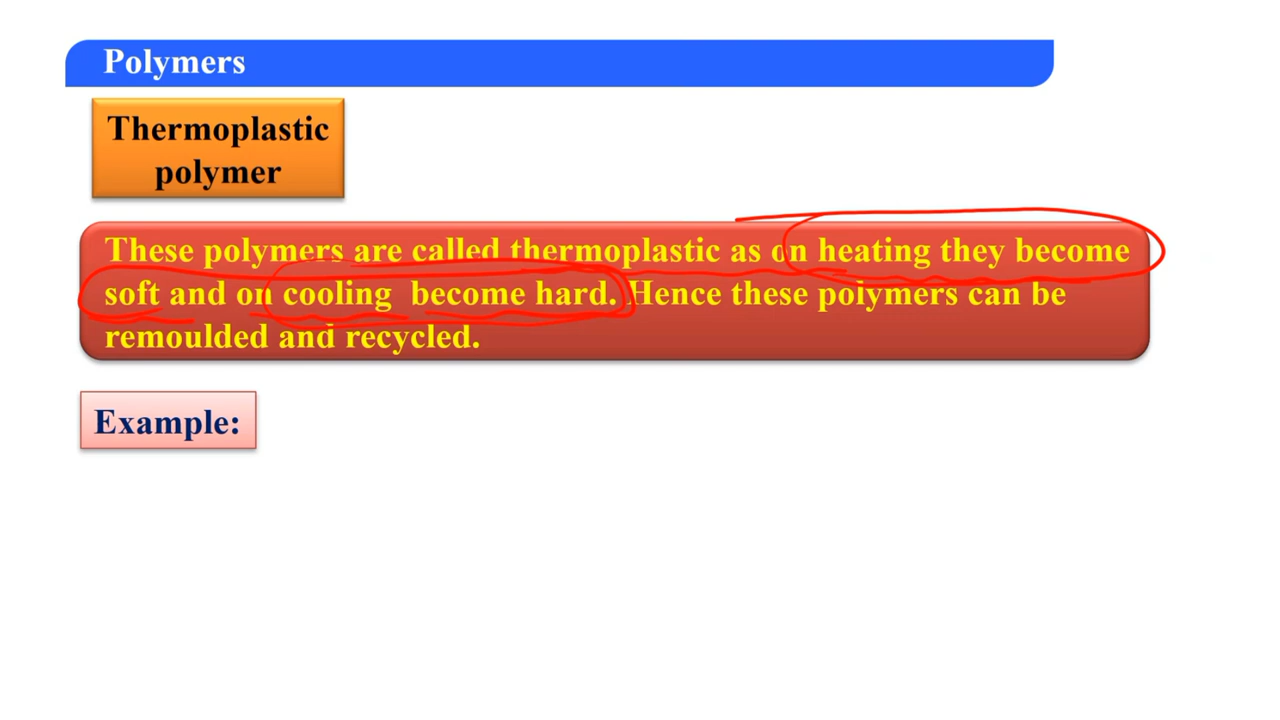 Polymers
Thermoplastic
polymer
These polymers are called thermoplastic as on heating they become
soft and on cooling become hard. Hence these polymers can be
remoulded and recycled.
Example: